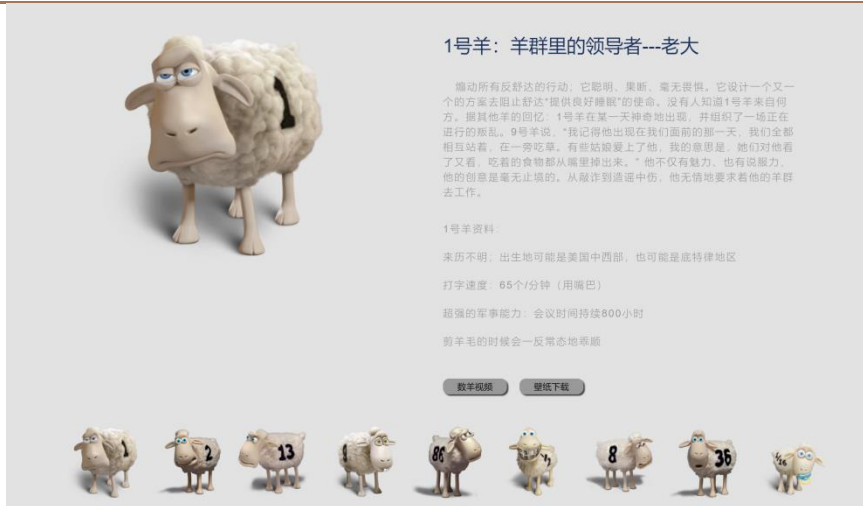 1
1号羊：羊群里的领导者---老大
煽动所有反舒达的行动；它聪明、果断、毫无畏惧。它设计一个又一
个的方案去阻止舒达“提供良好睡眠”的使命。没有人知道1号羊来自何
方。据其他羊的回忆：1号羊在某一天神奇地出现，并组织了一场正在
进行的叛乱。9号羊说，“我记得他出现在我们面前的那一天，我们全都
相互站着，在一旁吃草。有些姑娘爱上了他，我的意思是，她们对他看
了又看，吃着的食物都从嘴里掉出来。” 他不仅有魅力，也有说服力，
他的创意是毫无止境的。从敲诈到造谣中伤，他无情地要求着他的羊群
去工作。
1号羊资料：
来历不明；出生地可能是美国中西部，也可能是底特律地区
打字速度：65个/分钟（用嘴巴）
超强的军事能力：会议时间持续800小时
剪羊毛的时候会一反常态地乖顺
数羊视频
壁纸下载
1
2
13
86
8
36